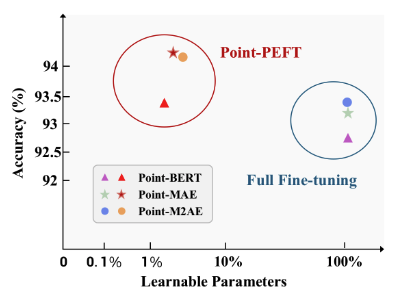 Point-PEFT
94
93.5
93
92.5
92
Accuracy (%)
Full Fine-tuning
Point-BERT
Point-MAE
Point-M2AE
0 0.1% 1% 10% 100%
Learnable Parameters